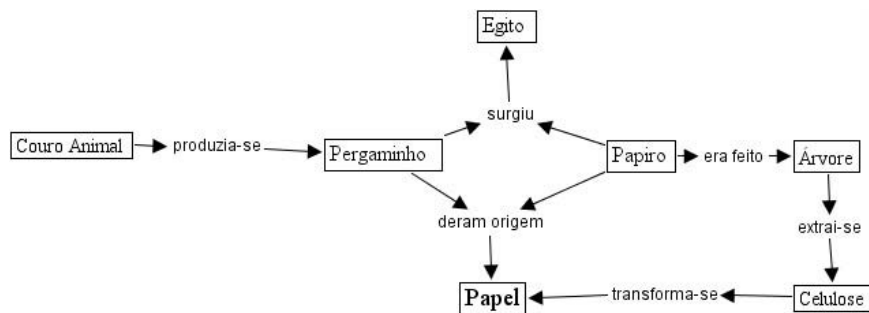 Egito
surgiu
Couro Animal
produzia-se
Pergaminho
Papiro
era feito
Árvore
deram origem
extrai-se
Papel
transforma-se
Celulose